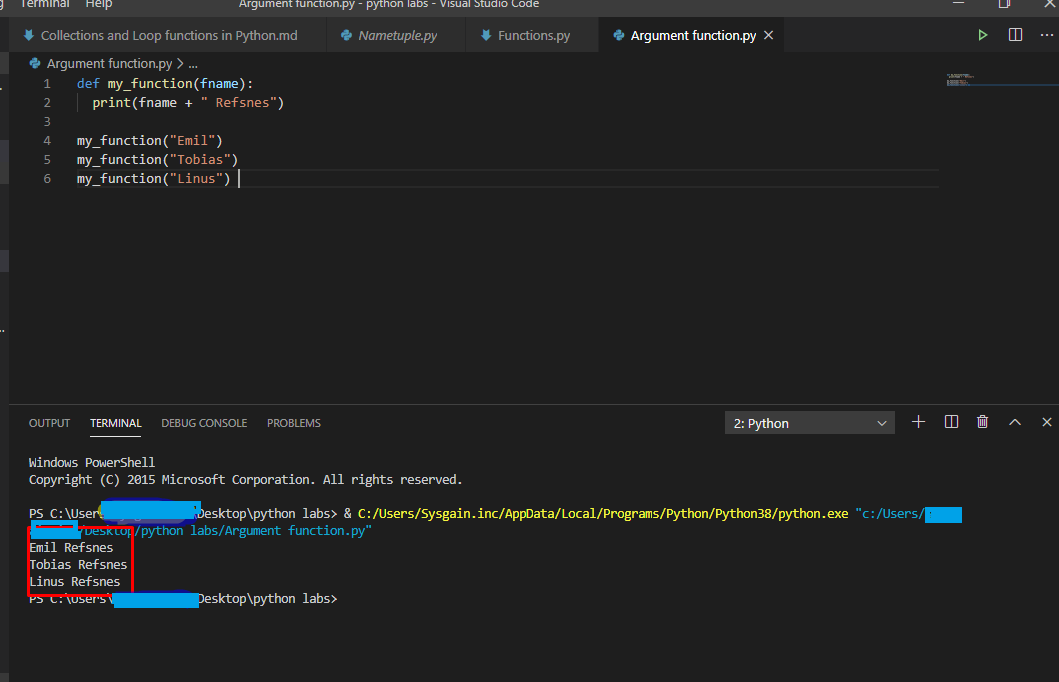 Terminal Help Argument function.py - python labs - Visual Studio Code
Collections and Loop functions in Python.md Nametuple.py Functions.py Argument function.py
Argument function.py > ...
1 def my_function(fname):
2 print(fname + " Refsnes")
3
4 my_function("Emil")
5 my_function("Tobias")
6 my_function("Linus")
OUTPUT TERMINAL DEBUG CONSOLE PROBLEMS 2: Python
Windows PowerShell
Copyright (C) 2015 Microsoft Corporation. All rights reserved.
PS C:\User Desktop\python labs> & C:/Users/Sysgain.inc/AppData/Local/Programs/Python/Python38/python.exe "c:/Users/
/Desktop/python labs/Argument function.py"
Emil Refsnes
Tobias Refsnes
Linus Refsnes
PS C:\Users\ Desktop\python labs>